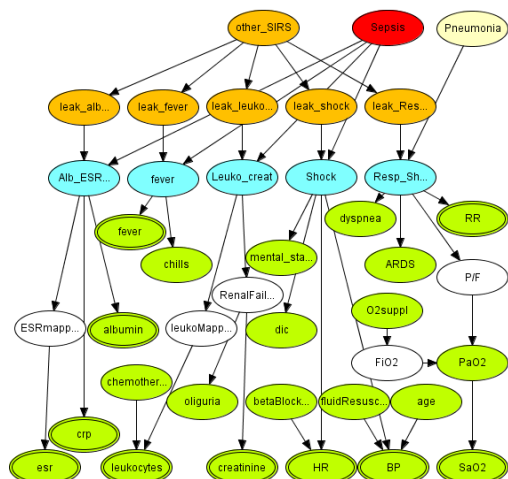 other_SIRS
Sepsis
Pneumonia
leak_alb...
leak_fever
leak_leuko...
leak_shock
leak_Res...
Alb_ESR...
fever
Leuko_creat
Shock
Resp_Sh...
fever
chills
mental_sta...
dyspnea
RR
ARDS
P/F
RenalFail...
O2suppl
ESRmapp...
albumin
leukoMapp...
dic
FiO2
PaO2
chemother...
oliguria
betaBlock...
fluidResusc...
age
crp
esr
leukocytes
creatinine
HR
BP
SaO2